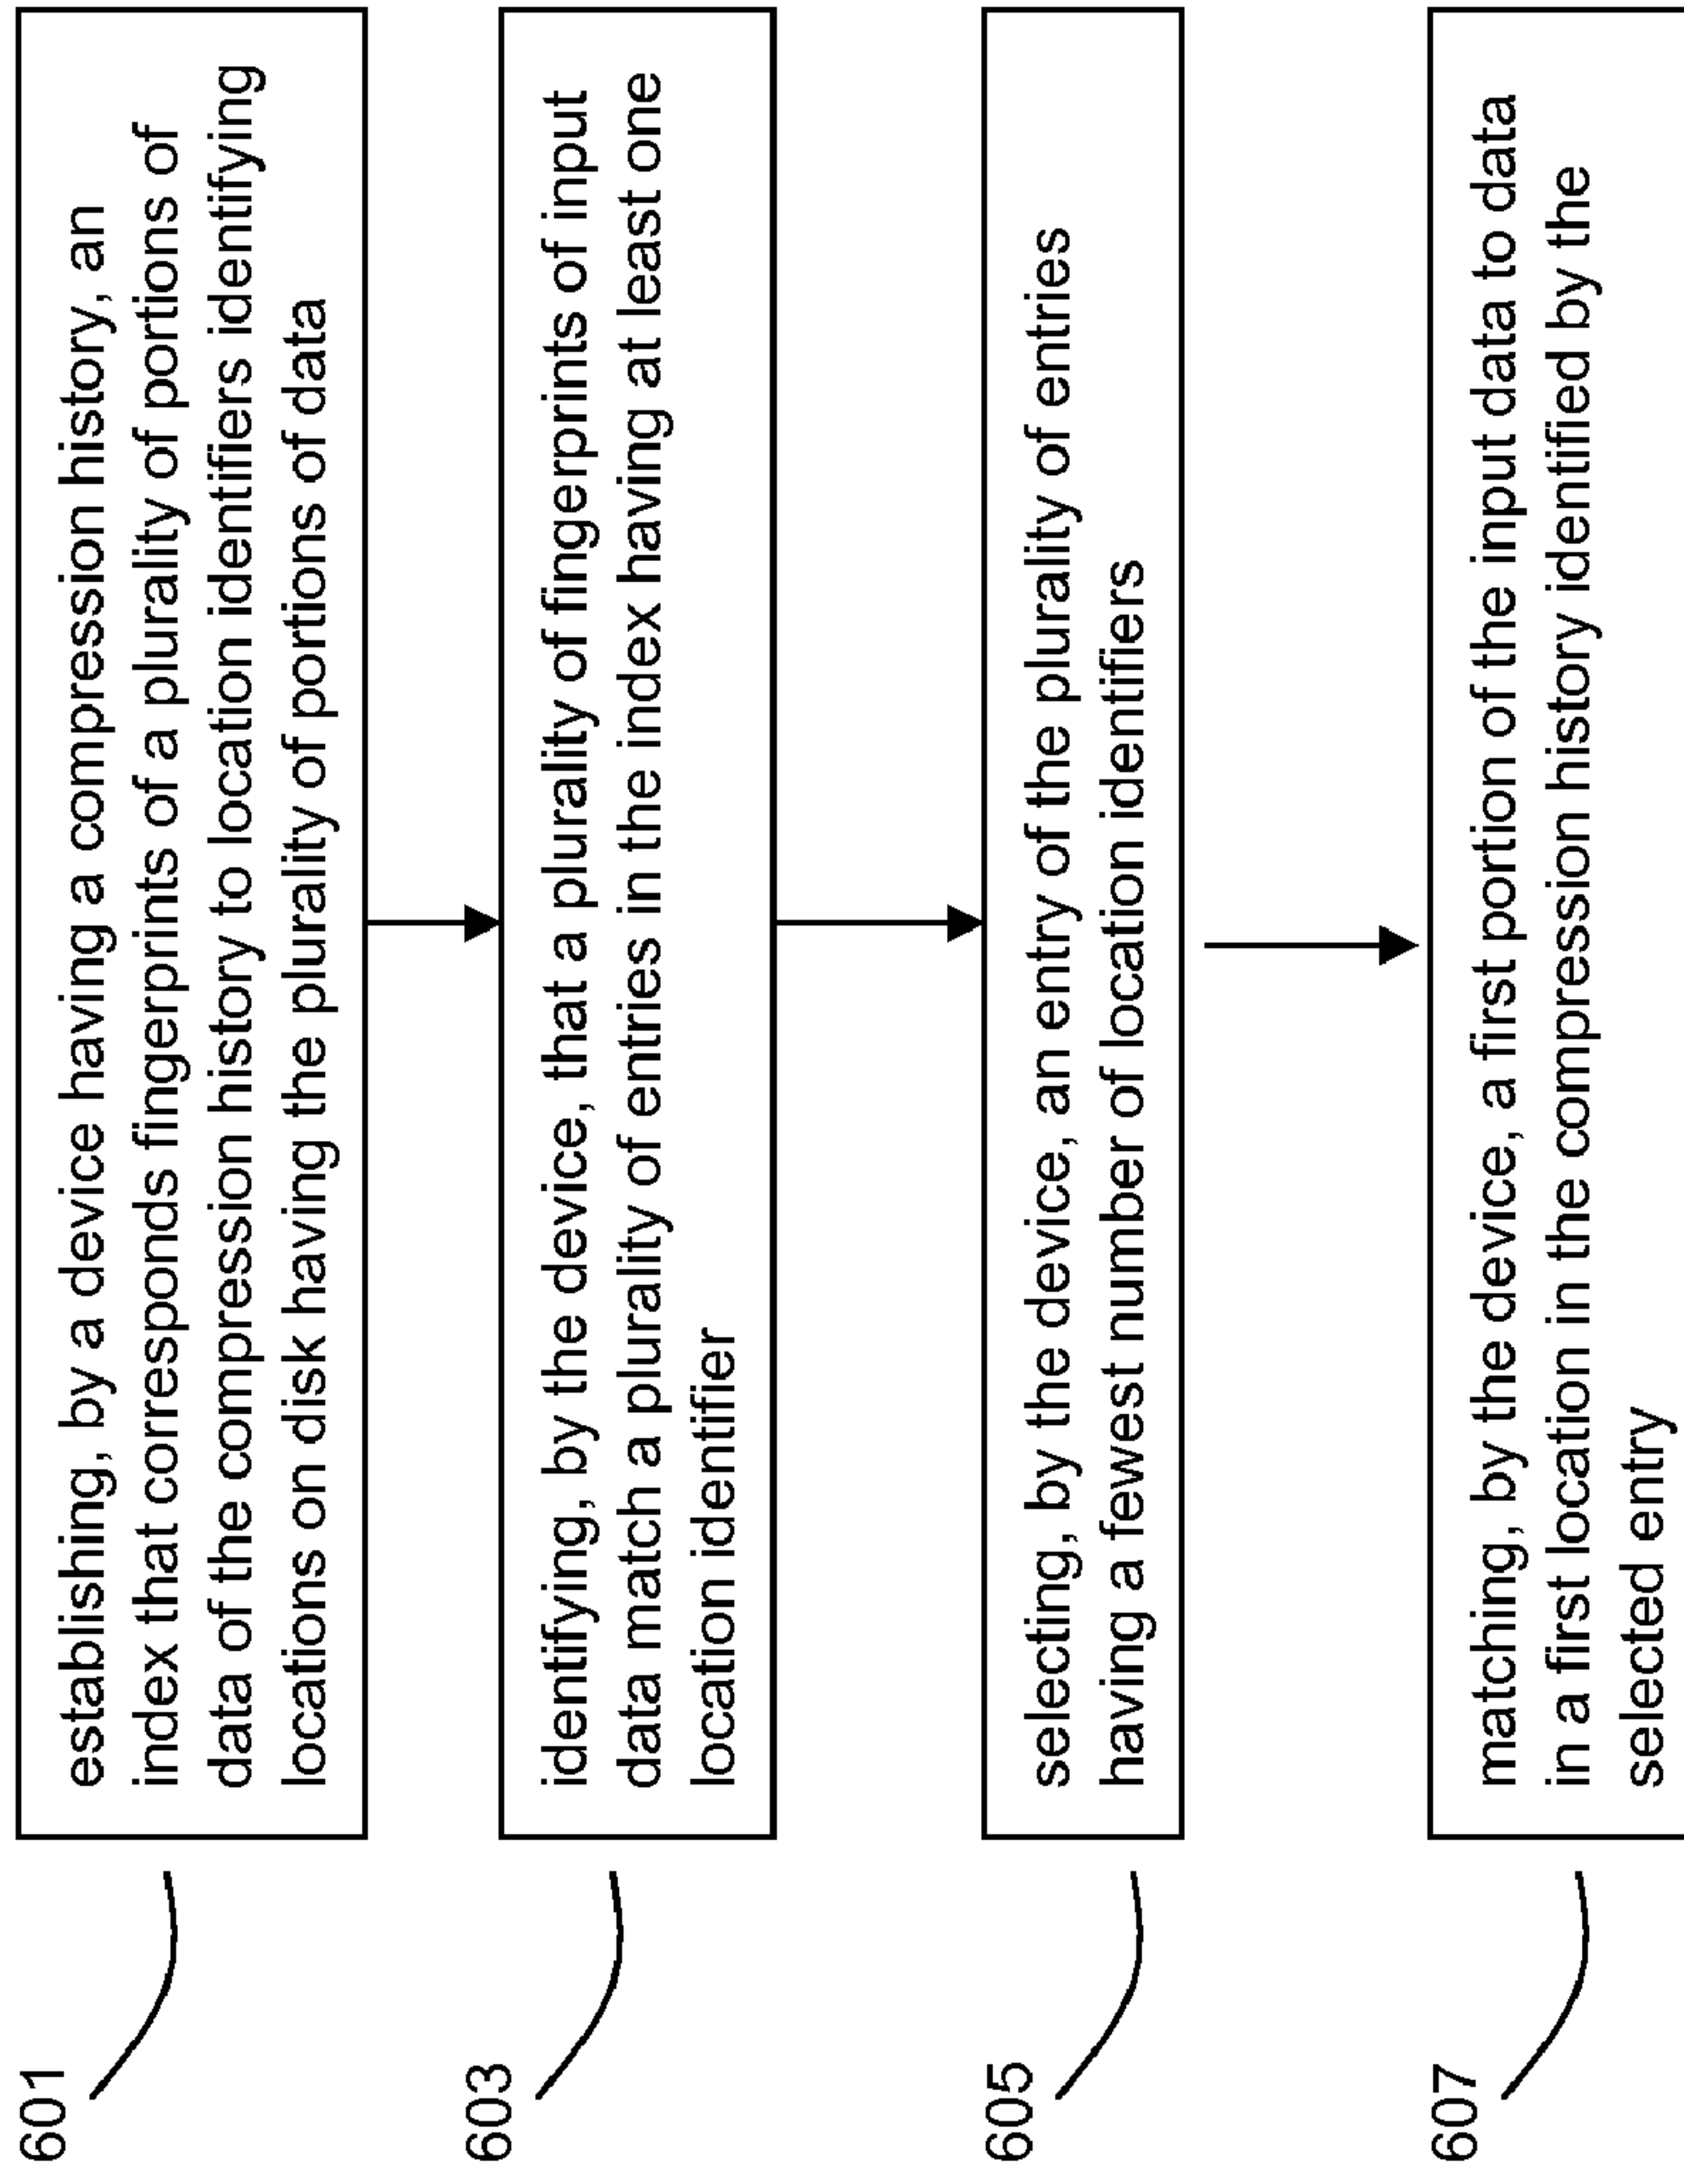 601
establishing, by a device having a compression history, an
index that corresponds fingerprints of a plurality of portions of
data of the compression history to location identifiers identifying
locations on disk having the plurality of portions of data
603
identifying, by the device, that a plurality of fingerprints of input
data match a plurality of entries in the index having at least one
location identifier
605
selecting, by the device, an entry of the plurality of entries
having a fewest number of location identifiers
607
matching, by the device, a first portion of the input data to data
in a first location in the compression history identified by the
selected entry